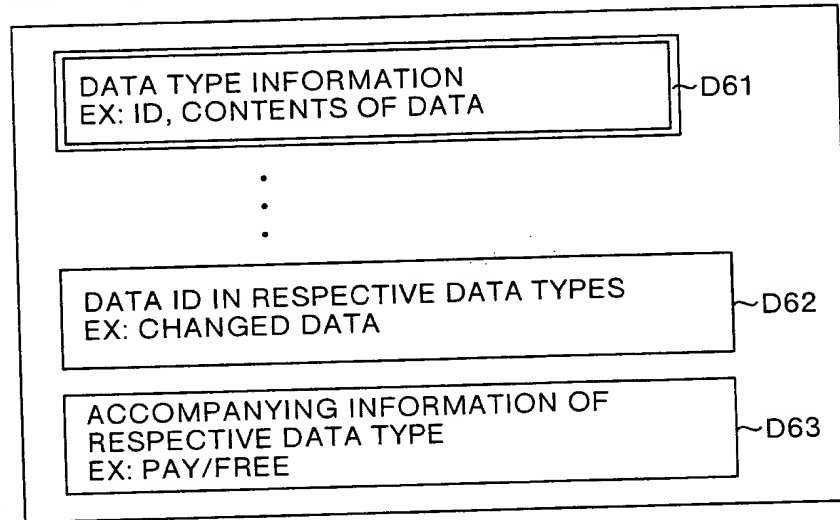 DATA TYPE INFORMATION
EX: ID, CONTENTS OF DATA
D61
DATA ID IN RESPECTIVE DATA TYPES
EX: CHANGED DATA
D62
ACCOMPANYING INFORMATION OF
RESPECTIVE DATA TYPE
EX: PAY/FREE
D63